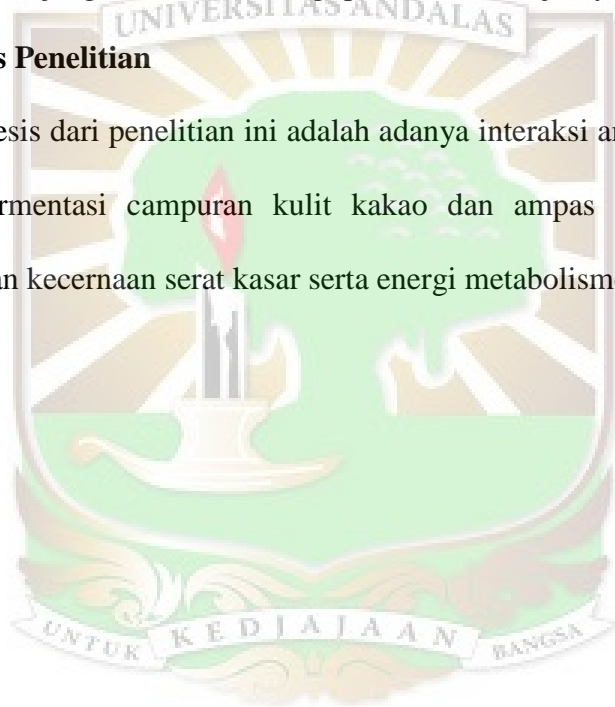 UNIVERSITAS ANDALAS
s Penelitian
esis dari penelitian ini adalah adanya interaksi
rmentasi campuran kulit kakao dan ampas
an kecernaan serat kasar serta energi metabolisme
UNTUK KEDJAJAAN BANGSA